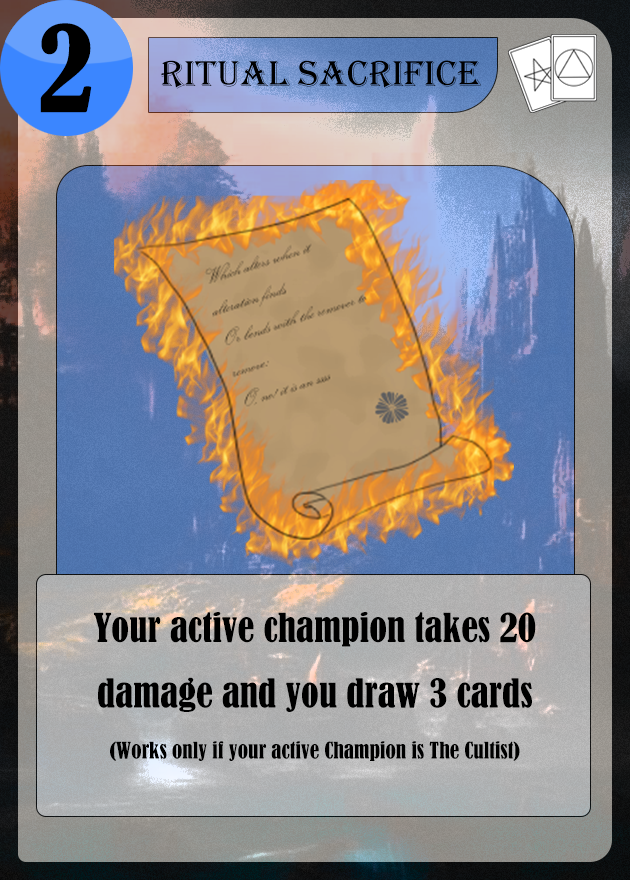 2
RITUAL SACRIFICE
Which alters when it
alteration finds
Or bends with the remover to
remove:
O, no! it is an
Your active champion takes 20
damage and you draw 3 cards
(Works only if your active Champion is The Cultist)